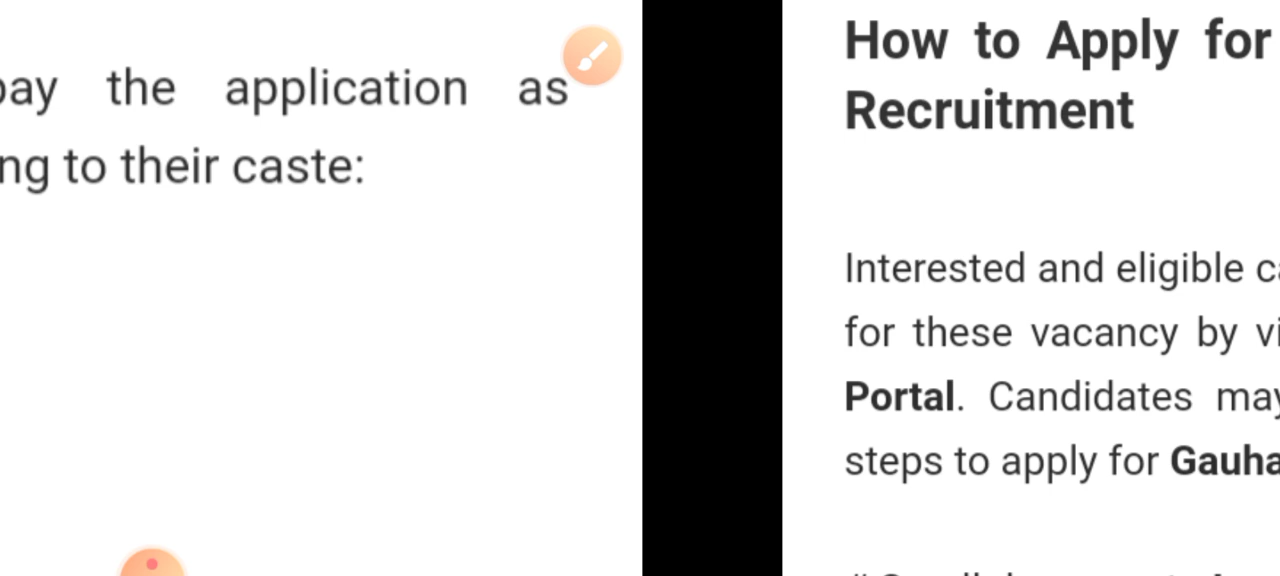 pay the application as
ng to their caste:
How to Apply for
Recruitment
Interested and eligible
for these vacancy by
Portal. Candidates may
steps to apply for Gauha